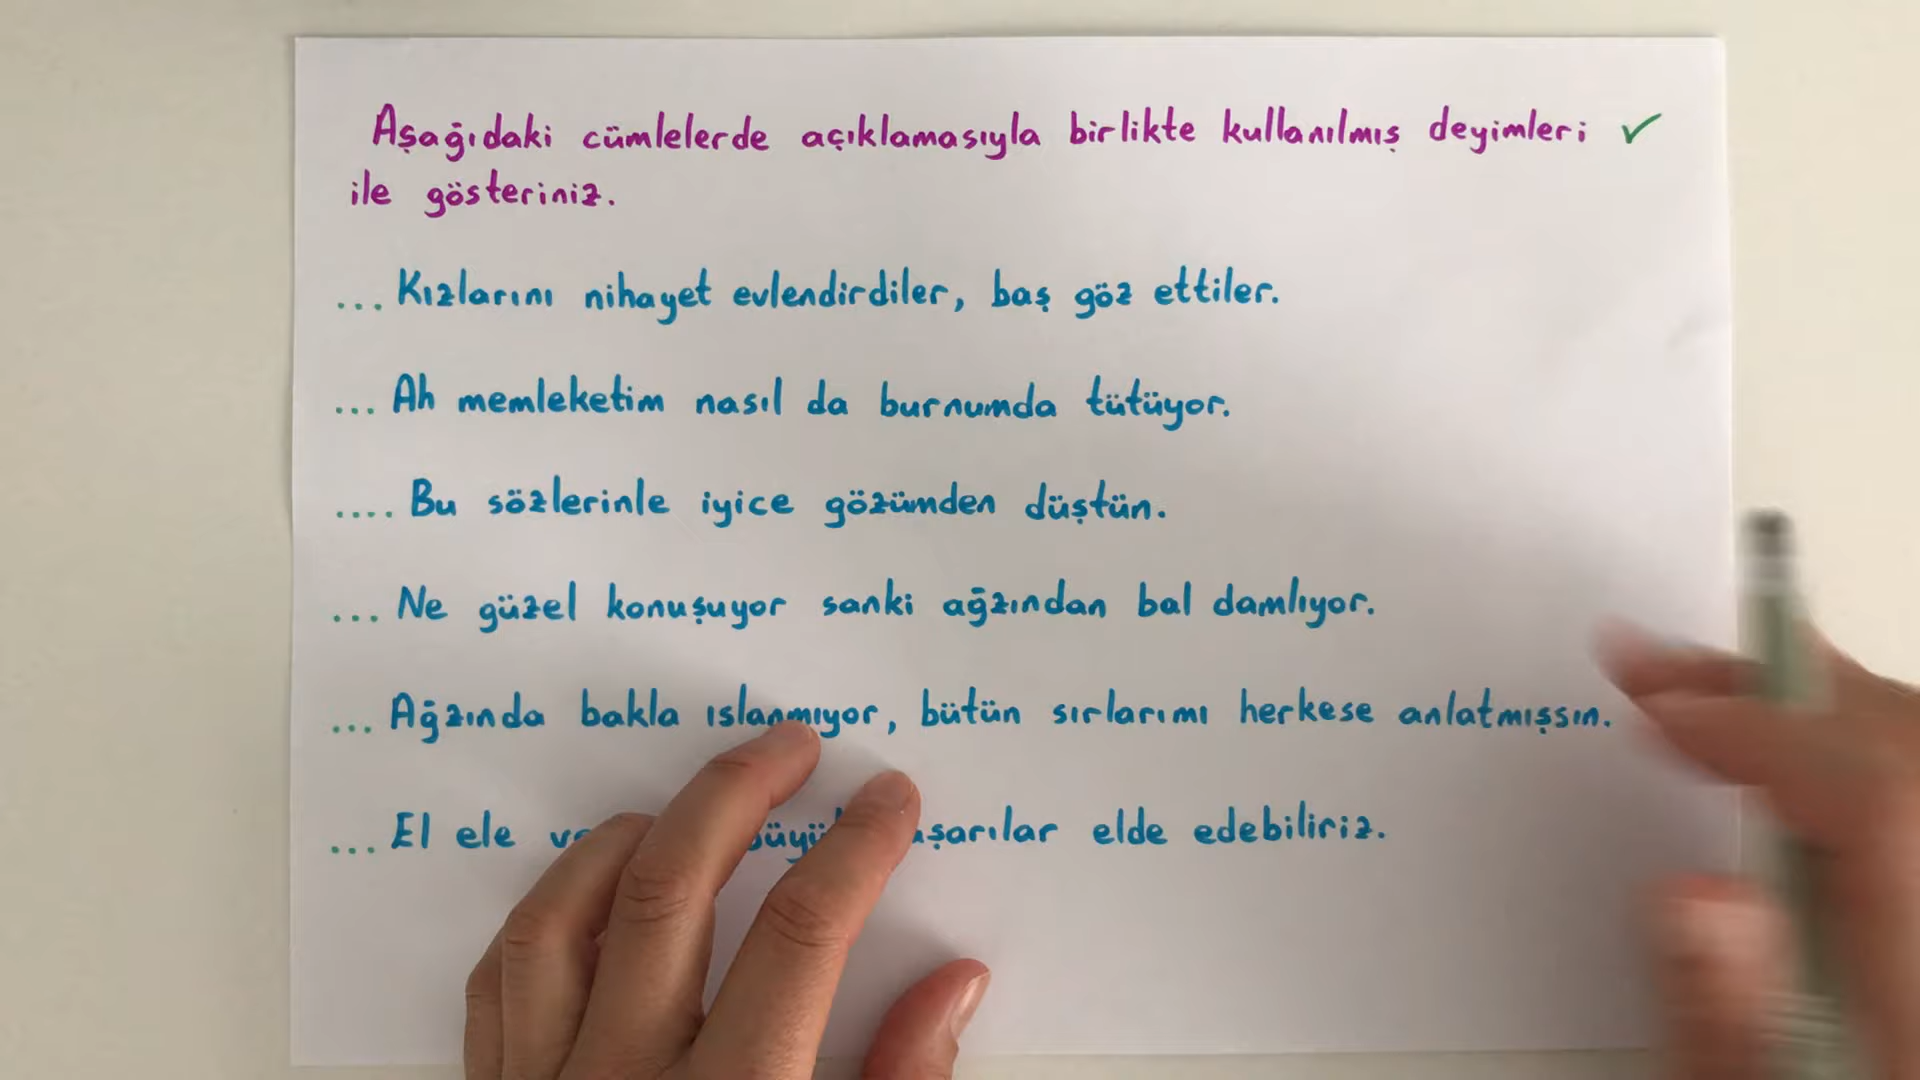 Aşağıdaki cümlelerde açıklamasıyla birlikte kullanılmış deyimleri ✓
ile gösteriniz.
... Kızlarını nihayet evlendirdiler, baş göz ettiler.
... Ah memleketim nasıl da burnumda tütüyor.
.... Bu sözlerinle iyice gözümden düştün.
... Ne güzel konuşuyor sanki ağzından bal damlıyor.
... Ağzında bakla ıslanmıyor, bütün sırlarımı herkese anlatmışsın.
... El ele elde edebiliriz.